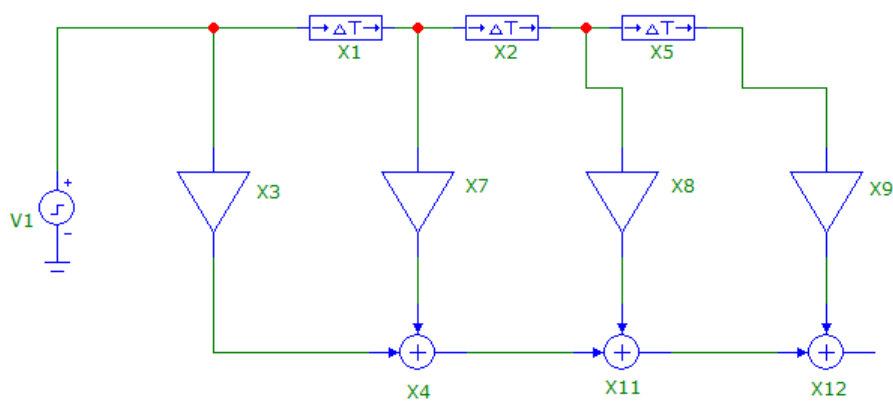 ΔT
ΔT
ΔT
X1
X2
X5
X3
X7
X8
X9
V1
+
-
+
+
+
X4
X11
X12